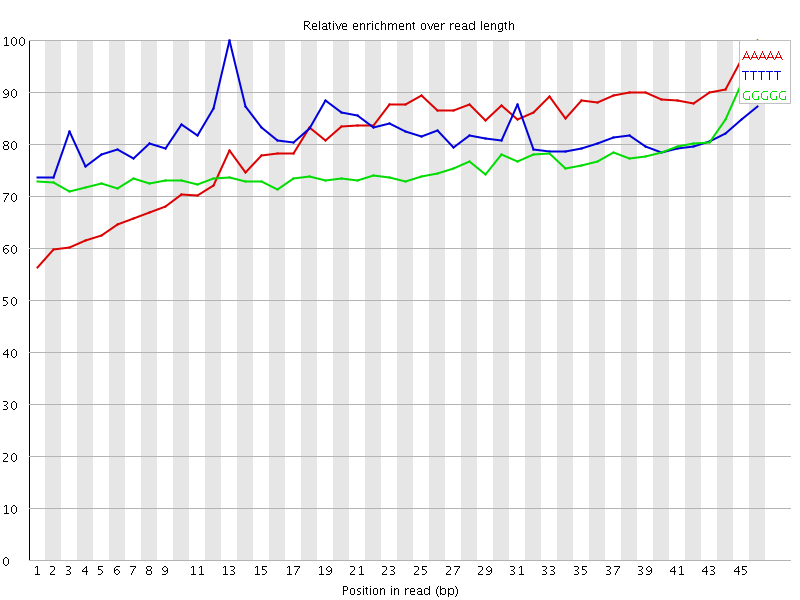 Relative enrichment over read length
100
90
80
70
60
50
40
30
20
10
0
AAAAA
TTTTT
GGGGG
1 2 3 4 5 6 7 8 9 11 13 15 17 19 21 23 25 27 29 31 33 35 37 39 41 43 45
Position in read (bp)